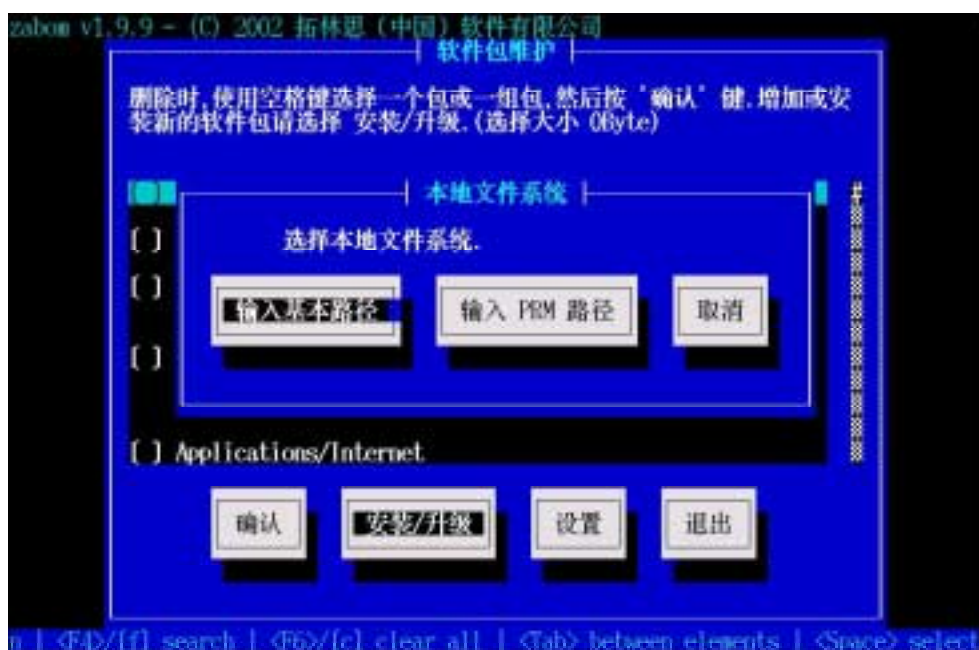 zabom v1.9.9 - (C) 2002 拓林思（中国）软件有限公司
软件包维护
删除时,使用空格键选择一个包或一组包,然后按 '确认' 键.增加或安
装新的软件包请选择 安装/升级.(选择大小 0Byte)
本地文件系统
#
[ ] 选择本地文件系统.
[ ]
输入基本路径 输入 PRM 路径 取消
[ ]
[ ] Applications/Internet
确认 安装/升级 设置 退出
n | <F4>/[f] search | <F6>/[c] clear all | <Tab> between elements | <Space> select